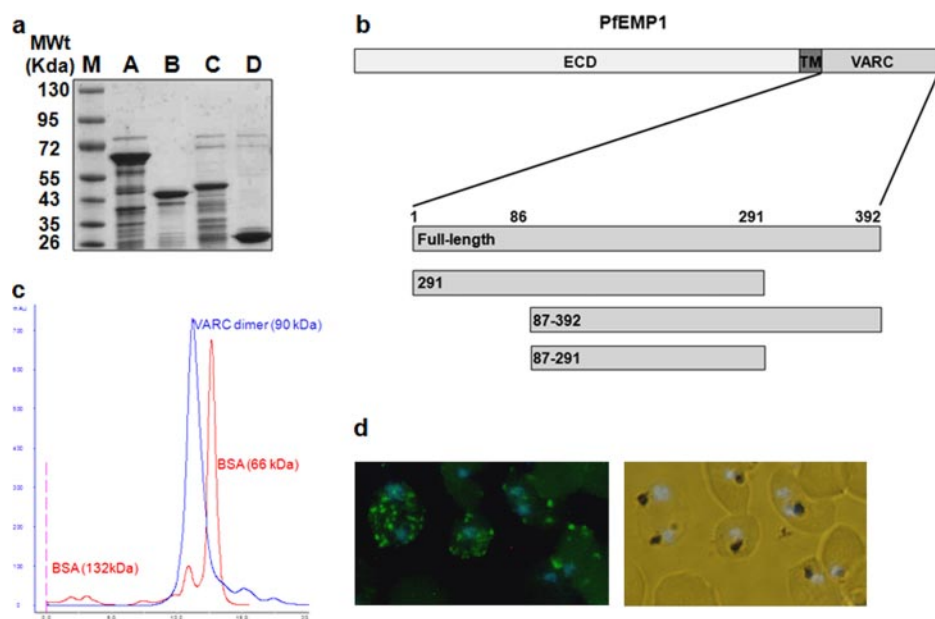 a
MWt
(Kda) M A B C D
130
95
72
55
43
35
26
b
PfEMP1
ECD TM VARC
1 86 291 392
Full-length
291
87-392
87-291
c
VARC dimer (90 kDa)
BSA (66 kDa)
BSA (132kDa)
d